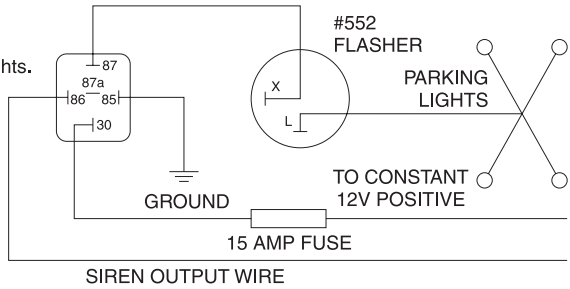 #552
FLASHER
hts.
87
87a
86
85
30
X
L
PARKING
LIGHTS
GROUND
TO CONSTANT
12V POSITIVE
15 AMP FUSE
SIREN OUTPUT WIRE